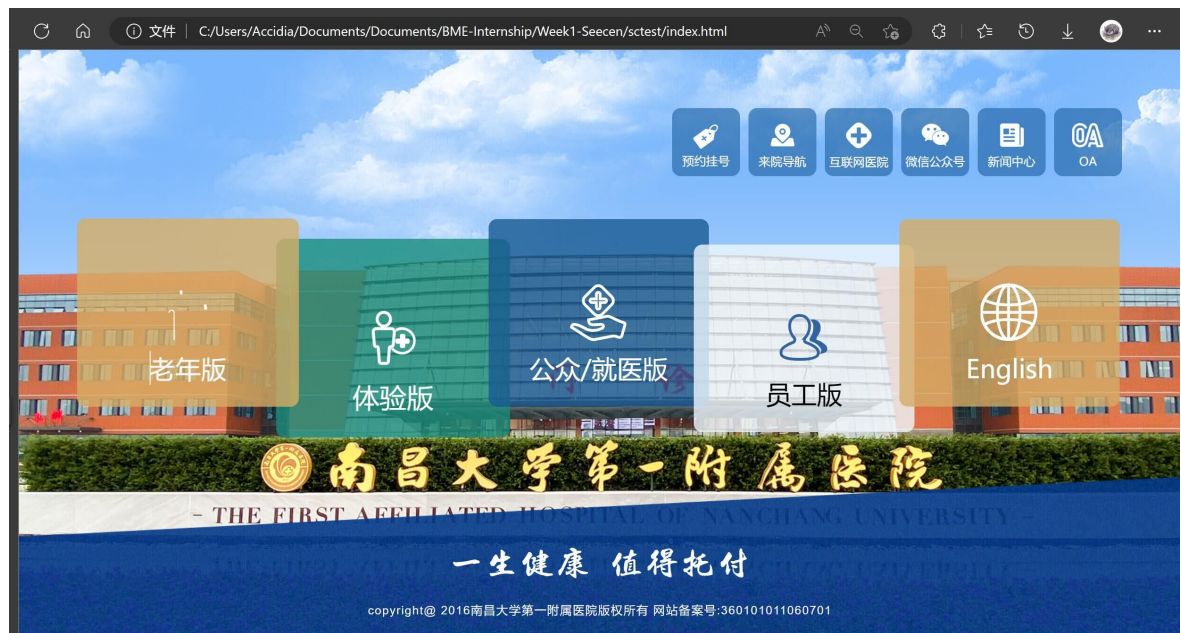 文件 C:/Users/Accidia/Documents/Documents/BME-Internship/Week1-Seecen/sctest/index.html
预约挂号
来院导航
互联网医院
微信公众号
新闻中心
OA
OA
老年版
体验版
公众/就医版
员工版
English
南昌大学第一附属医院
- THE FIRST AFFILIATED HOSPITAL OF NANCHANG UNIVERSITY
一生健康 值得托付
copyright@ 2016南昌大学第一附属医院版权所有 网站备案号:360101011060701